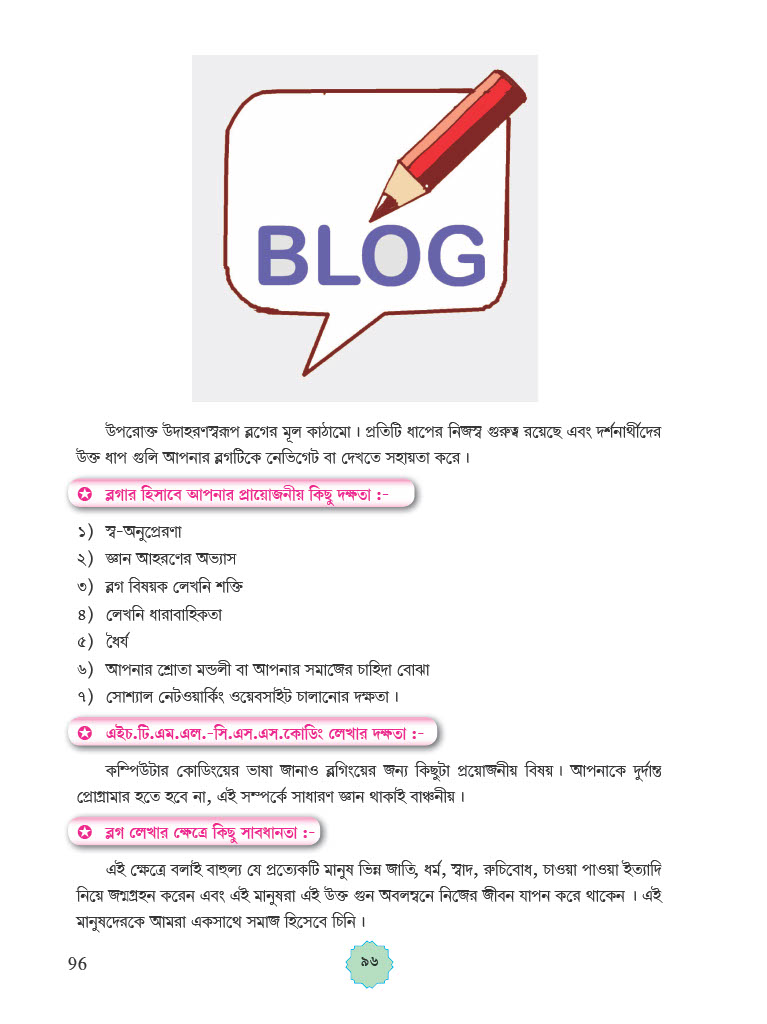 BLOG
উপরোক্ত উদাহরণস্বরূপ ব্লগের মূল কাঠামো । প্রতিটি ধাপের নিজস্ব গুরুত্ব রয়েছে এবং দর্শনার্থীদের
উক্ত ধাপ গুলি আপনার ব্লগটিকে নেভিগেট বা দেখতে সহায়তা করে ।
✪ ব্লগার হিসাবে আপনার প্রায়োজনীয় কিছু দক্ষতা :-
১) স্ব-অনুপ্রেরণা
২) জ্ঞান আহরণের অভ্যাস
৩) ব্লগ বিষয়ক লেখনি শক্তি
৪) লেখনি ধারাবাহিকতা
৫) ধৈর্য
৬) আপনার শ্রোতা মন্ডলী বা আপনার সমাজের চাহিদা বোঝা
৭) সোশ্যাল নেটওয়ার্কিং ওয়েবসাইট চালানোর দক্ষতা ।
✪ এইচ.টি.এম.এল.-সি.এস.এস.কোডিং লেখার দক্ষতা :-
কম্পিউটার কোডিংয়ের ভাষা জানাও ব্লগিংয়ের জন্য কিছুটা প্রয়োজনীয় বিষয় । আপনাকে দুর্দান্ত
প্রোগ্রামার হতে হবে না, এই সম্পর্কে সাধারণ জ্ঞান থাকাই বাঞ্চনীয় ।
✪ ব্লগ লেখার ক্ষেত্রে কিছু সাবধানতা :-
এই ক্ষেত্রে বলাই বাহুল্য যে প্রত্যেকটি মানুষ ভিন্ন জাতি, ধর্ম, স্বাদ, রুচিবোধ, চাওয়া পাওয়া ইত্যাদি
নিয়ে জন্মগ্রহন করেন এবং এই মানুষরা এই উক্ত গুন অবলম্বনে নিজের জীবন যাপন করে থাকেন । এই
মানুষদেরকে আমরা একসাথে সমাজ হিসেবে চিনি ।
96
৯৬